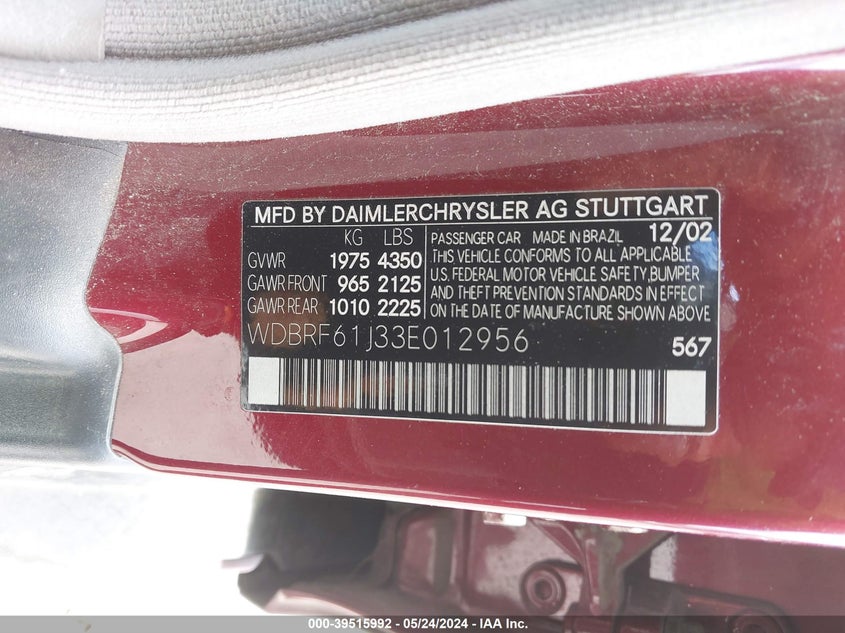 MFD BY DAIMLERCHRYSLER AG STUTTGART
KG LBS
GVWR 1975 4350
GAWR FRONT 965 2125
GAWR REAR 1010 2225
PASSENGER CAR MADE IN BRAZIL 12/02
THIS VEHICLE CONFORMS TO ALL APPLICABLE
U.S. FEDERAL MOTOR VEHICLE SAFETY,BUMPER
AND THEFT PREVENTION STANDARDS IN EFFECT
ON THE DATE OF MANUFACTURE SHOWN ABOVE
WDBRF61J33E012956
567
000-39515992 / 05/24/2024 - IAA Inc.